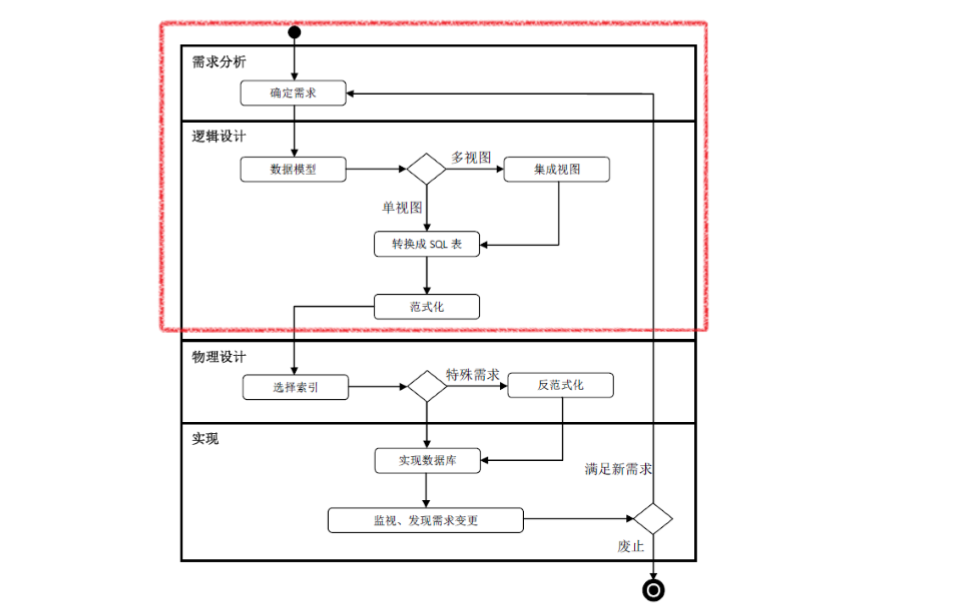 需求分析
确定需求
逻辑设计
数据模型
多视图
集成视图
单视图
转换成 SQL 表
范式化
物理设计
选择索引
特殊需求
反范式化
实现
实现数据库
满足新需求
监视、发现需求变更
废止